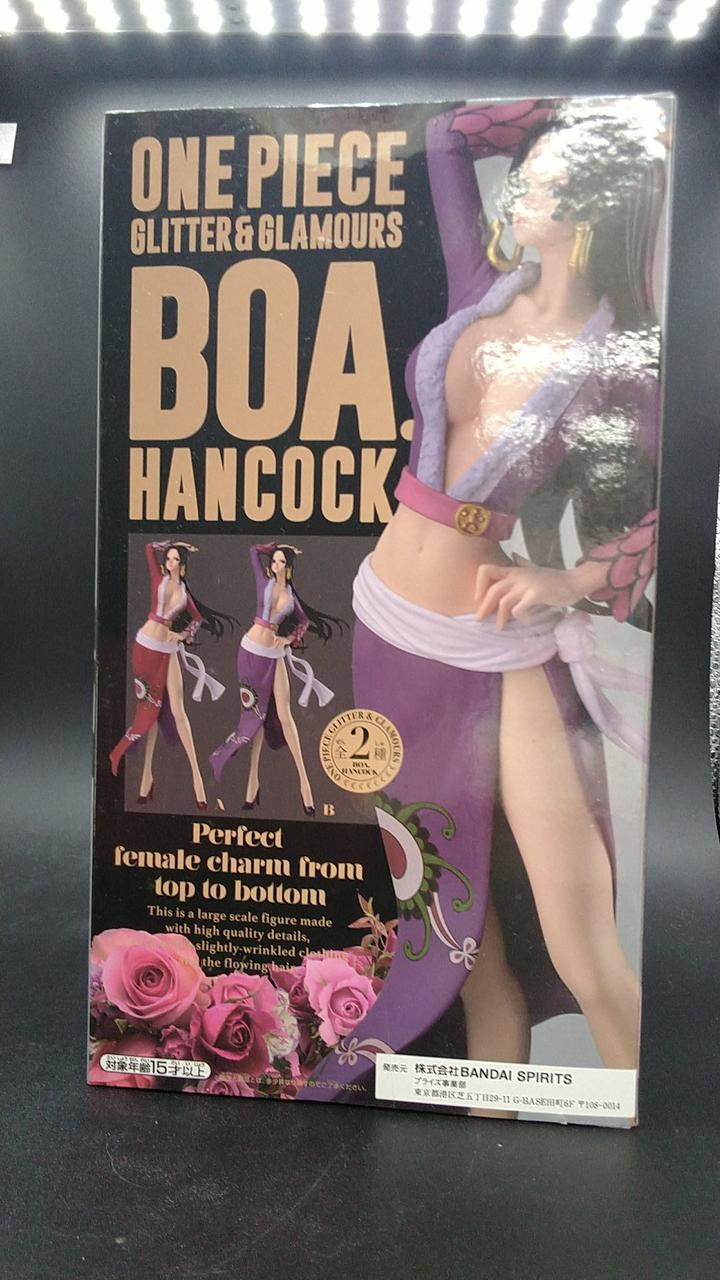 ONE PIECE
GLITTER&GLAMOURS
BOA.
HANCOCK
A
B
ONE PIECE GLITTER & GLAMOURS
全2種
BOA.
HANCOCK
Perfect
female charm from
top to bottom
This is a large scale figure made
with high quality details,
slightly-wrinkled
the flowing hair
対象年齢15才以上
発売元 株式会社BANDAI SPIRITS
プライズ事業部
東京都港区芝五丁目29-11 G-BASE田町6F 〒108-0014